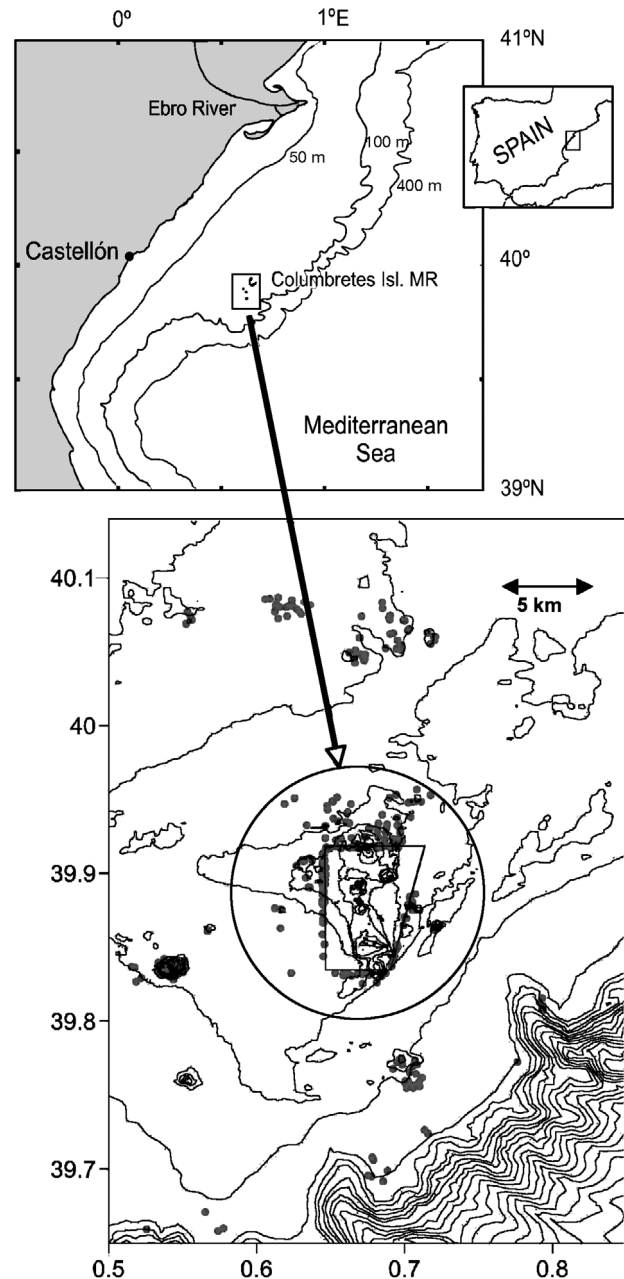 0º
1ºE
41ºN
Ebro River
50 m
100 m
400 m
SPAIN
Castellón
40º
Columbretes Isl. MR
Mediterranean
Sea
39ºN
40.1
5 km
40
39.9
39.8
39.7
0.5
0.6
0.7
0.8